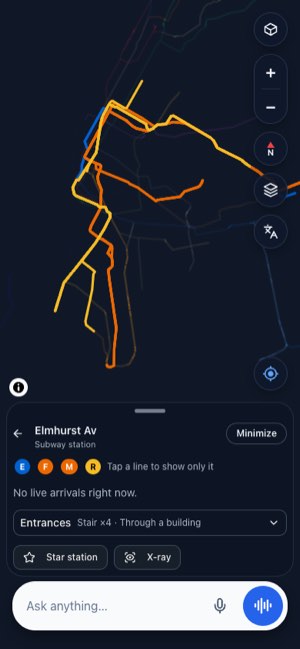 N
Elmhurst Av
Minimize
Subway station
E F M R Tap a line to show only it
No live arrivals right now.
Entrances Stair ×4 · Through a building
Star station
X-ray
Ask anything...